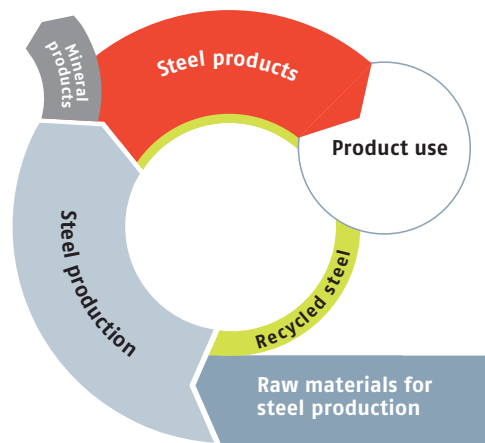 Mineral
products
Steel products
Product use
Steel production
Recycled steel
Raw materials for
steel production